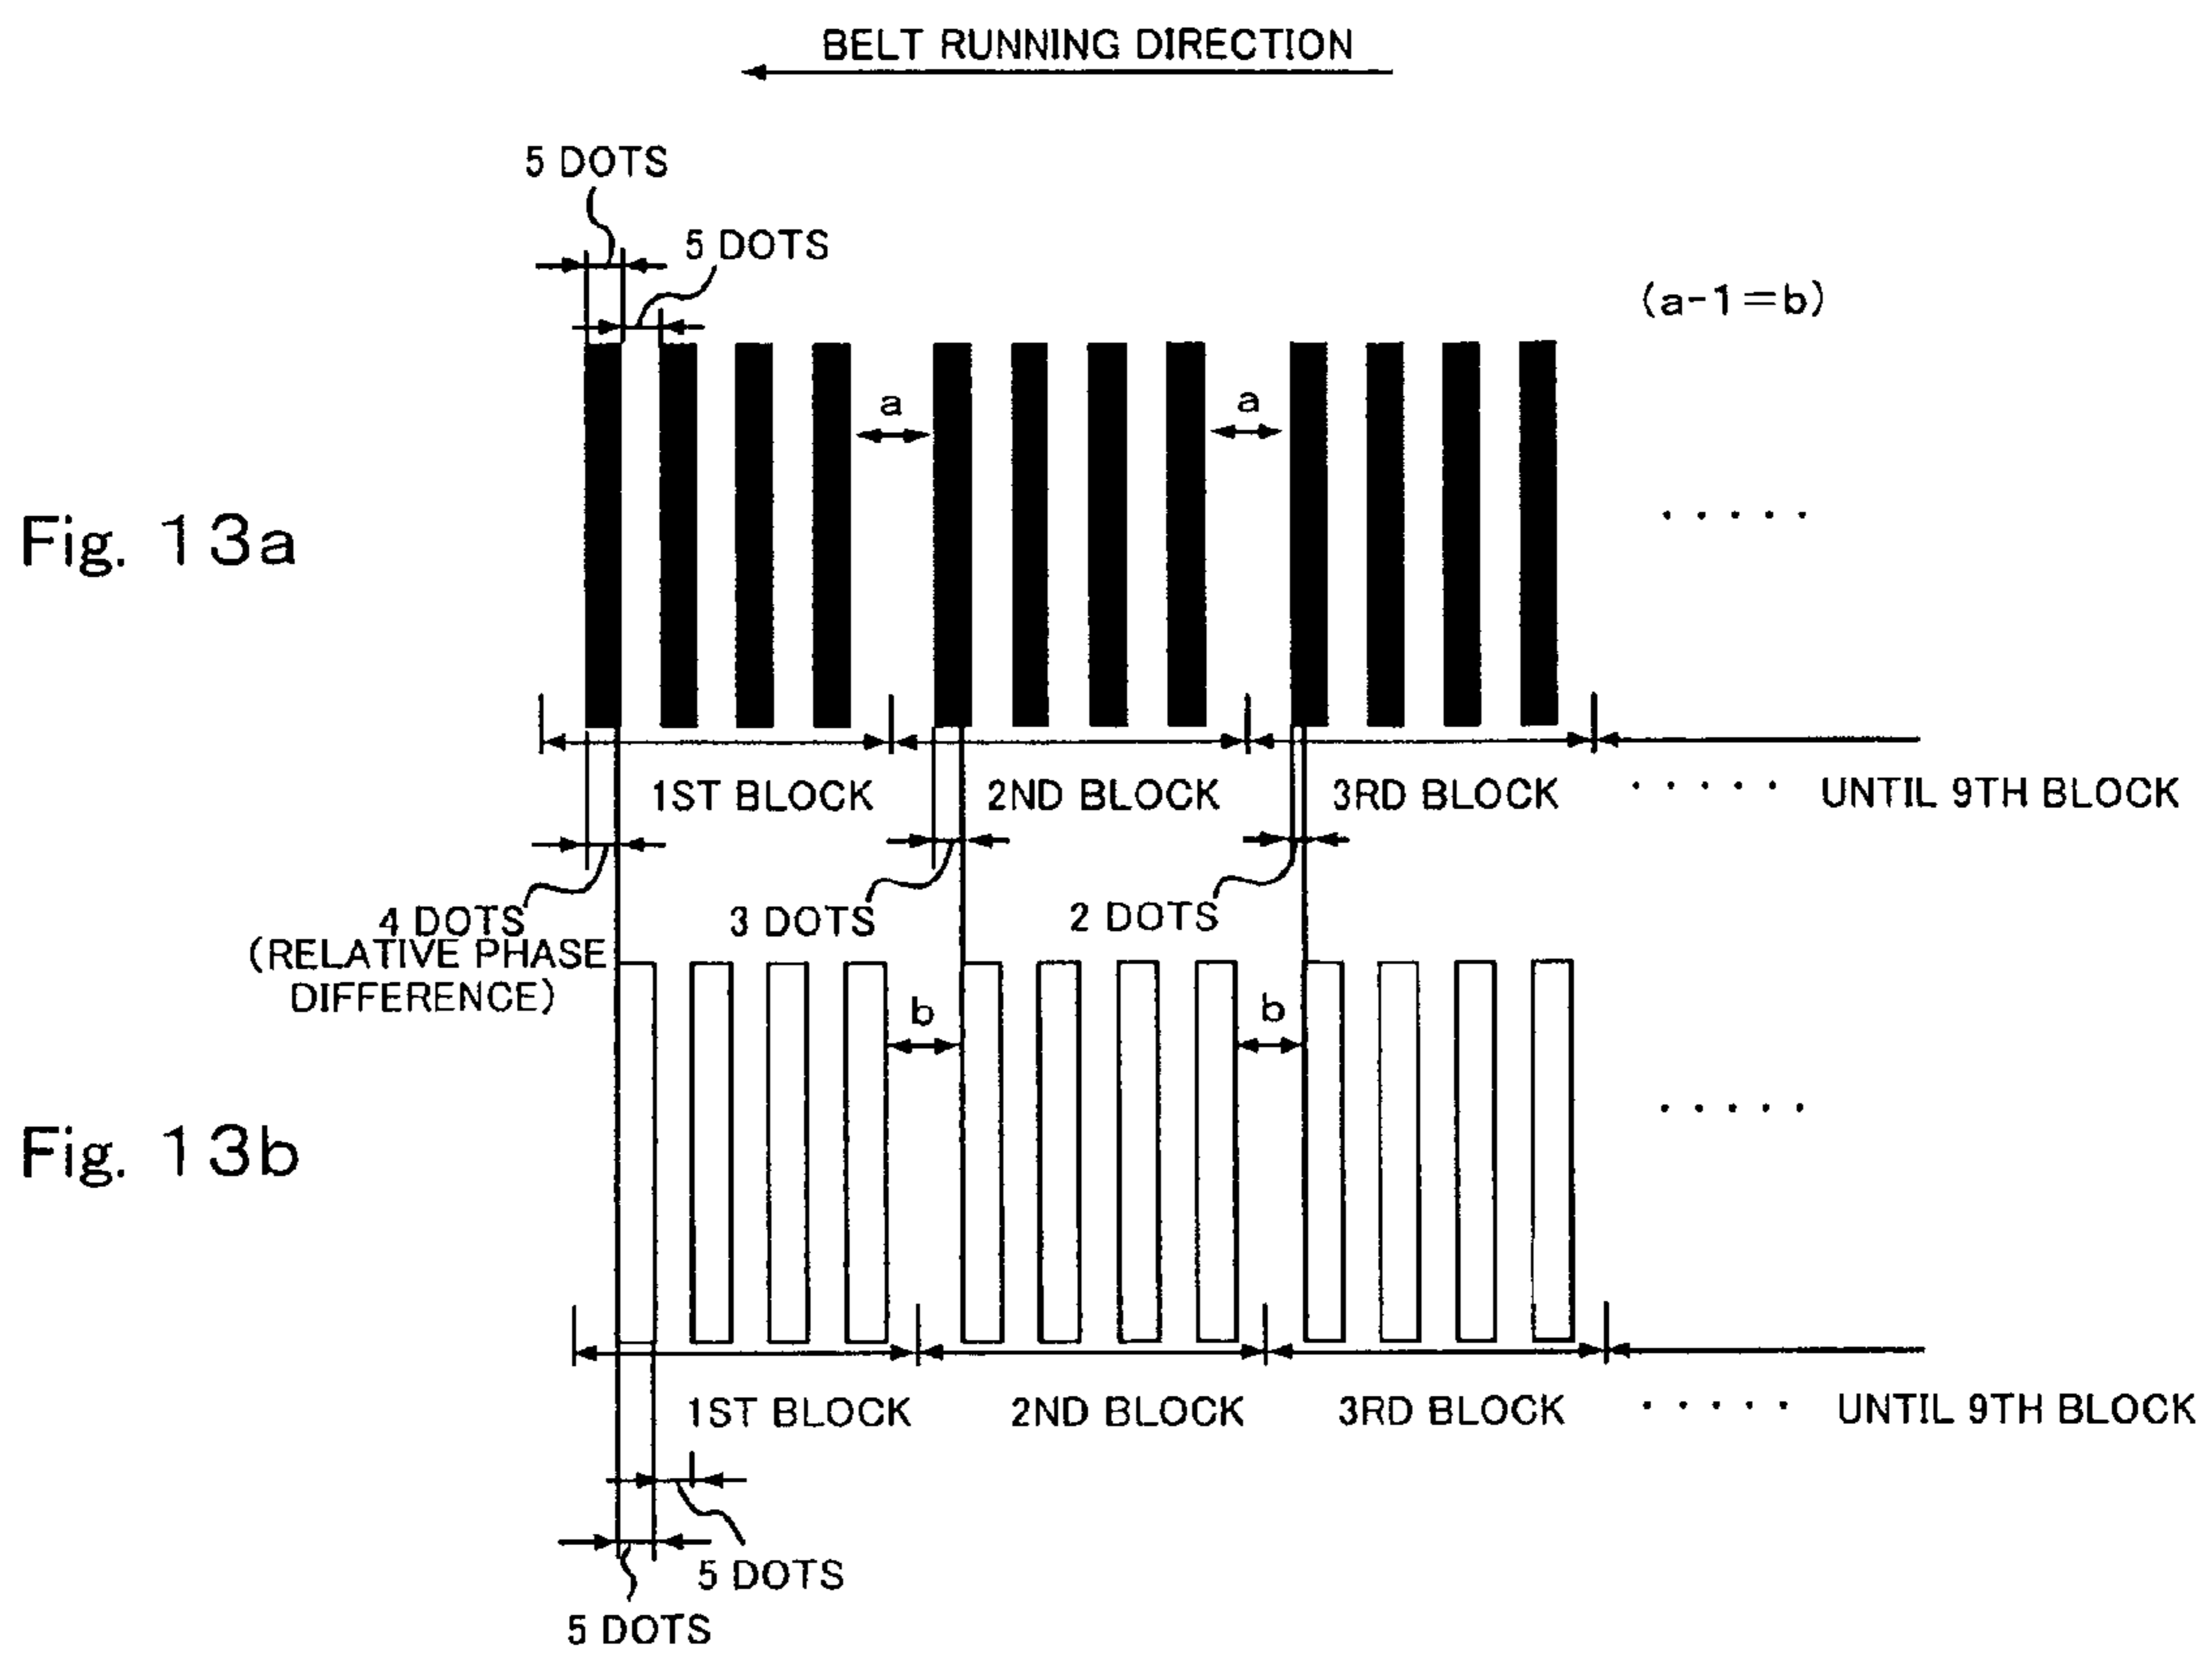 BELT RUNNING DIRECTION
5 DOTS
5 DOTS
(a-1=b)
a
a
Fig. 13a
.....
1ST BLOCK
2ND BLOCK
3RD BLOCK
..... UNTIL 9TH BLOCK
4 DOTS
(RELATIVE PHASE
DIFFERENCE)
3 DOTS
2 DOTS
b
b
Fig. 13b
.....
1ST BLOCK
2ND BLOCK
3RD BLOCK
..... UNTIL 9TH BLOCK
5 DOTS
5 DOTS